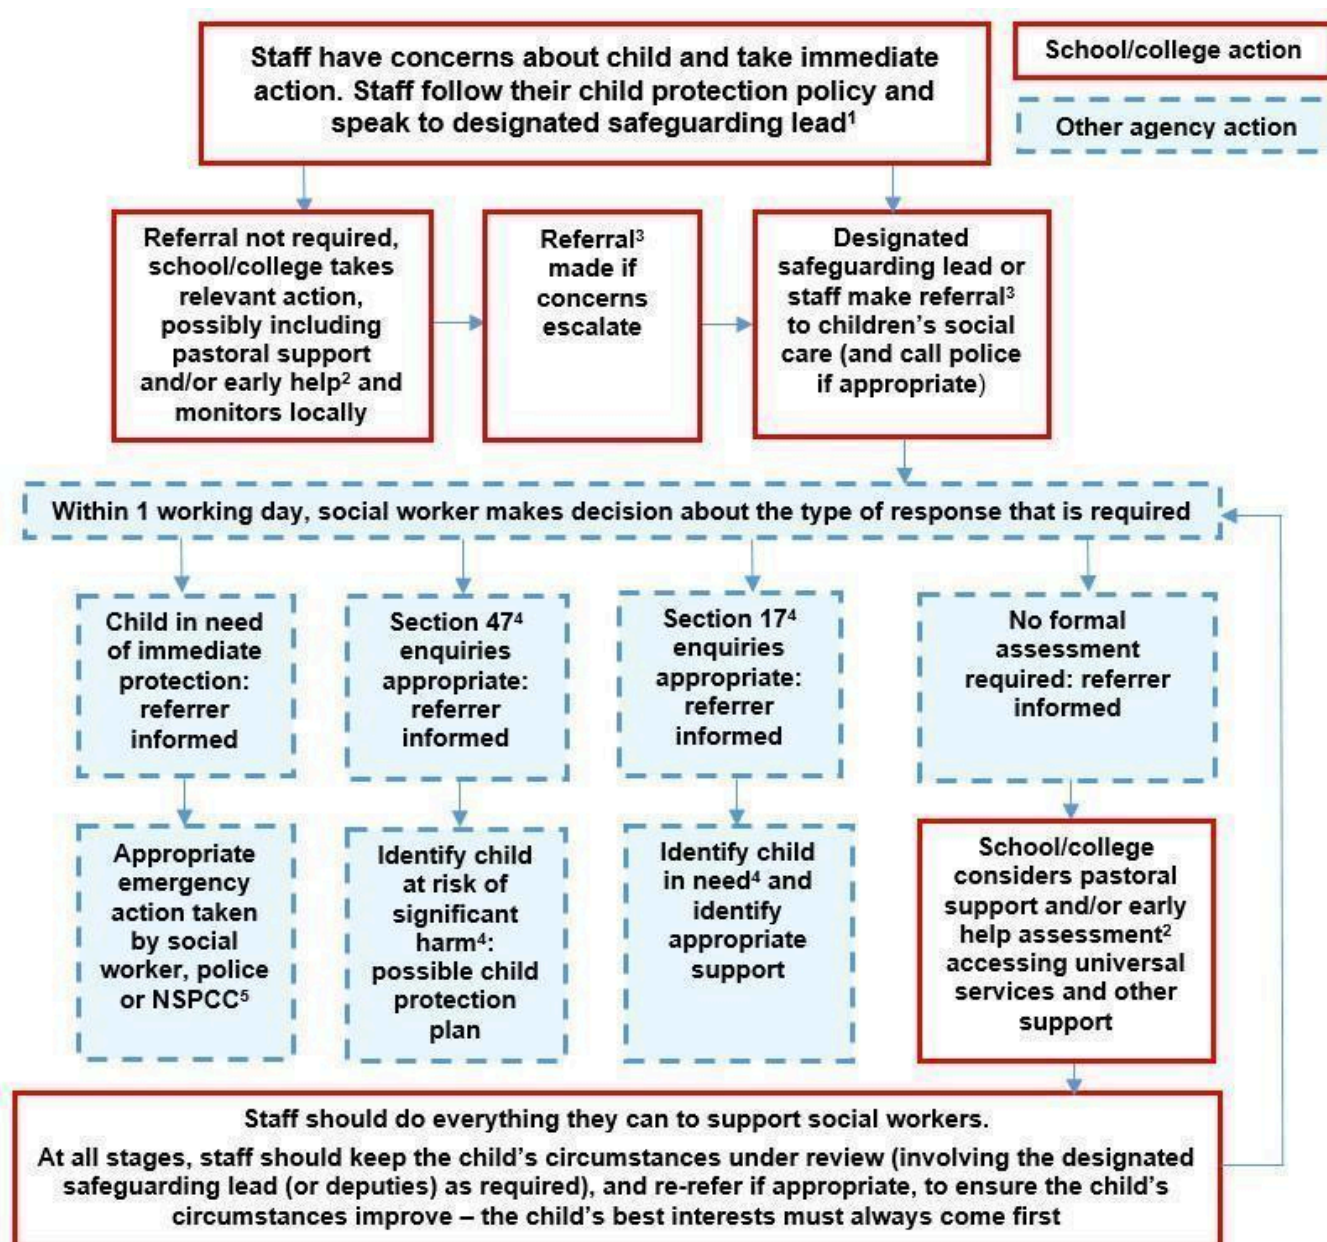 Staff have concerns about child and take immediate
action. Staff follow their child protection policy and
speak to designated safeguarding lead¹
School/college action
Other agency action
Referral not required,
school/college takes
relevant action,
possibly including
pastoral support
and/or early help² and
monitors locally
Referral³
made if
concerns
escalate
Designated
safeguarding lead or
staff make referral³
to children’s social
care (and call police
if appropriate)
Within 1 working day, social worker makes decision about the type of response that is required
Child in need
of immediate
protection:
referrer
informed
Section 47⁴
enquiries
appropriate:
referrer
informed
Section 17⁴
enquiries
appropriate:
referrer
informed
No formal
assessment
required: referrer
informed
Appropriate
emergency
action taken
by social
worker, police
or NSPCC⁵
Identify child
at risk of
significant
harm⁴:
possible child
protection
plan
Identify child
in need⁴ and
identify
appropriate
support
School/college
considers pastoral
support and/or early
help assessment²
accessing universal
services and other
support
Staff should do everything they can to support social workers.
At all stages, staff should keep the child’s circumstances under review (involving the designated
safeguarding lead (or deputies) as required), and re-refer if appropriate, to ensure the child’s
circumstances improve – the child’s best interests must always come first